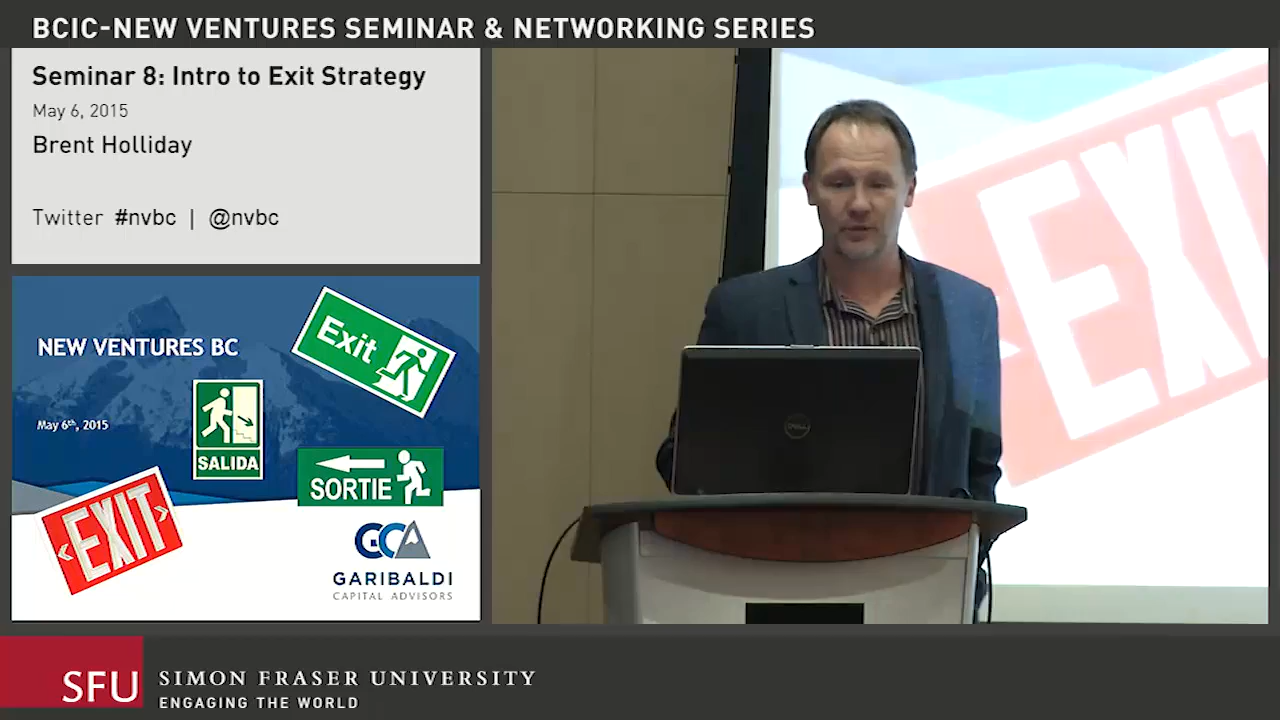 BCIC-NEW VENTURES SEMINAR & NETWORKING SERIES
Seminar 8: Intro to Exit Strategy
May 6, 2015
Brent Holliday
Twitter #nvbc | @nvbc
NEW VENTURES BC
May 6th, 2015
Exit
SALIDA
SORTIE
EXIT
GCA
GARIBALDI
CAPITAL ADVISORS
EXIT
DELL
SFU
SIMON FRASER UNIVERSITY
ENGAGING THE WORLD